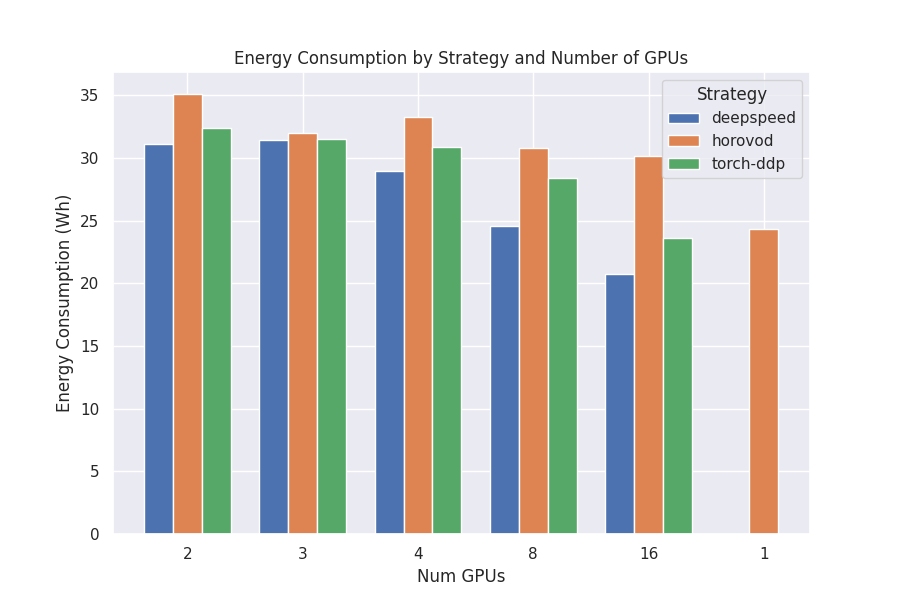 Energy Consumption by Strategy and Number of GPUs
Strategy
deepspeed
horovod
torch-ddp
Energy Consumption (Wh)
35
30
25
20
15
10
5
0
2 3 4 8 16 1
Num GPUs